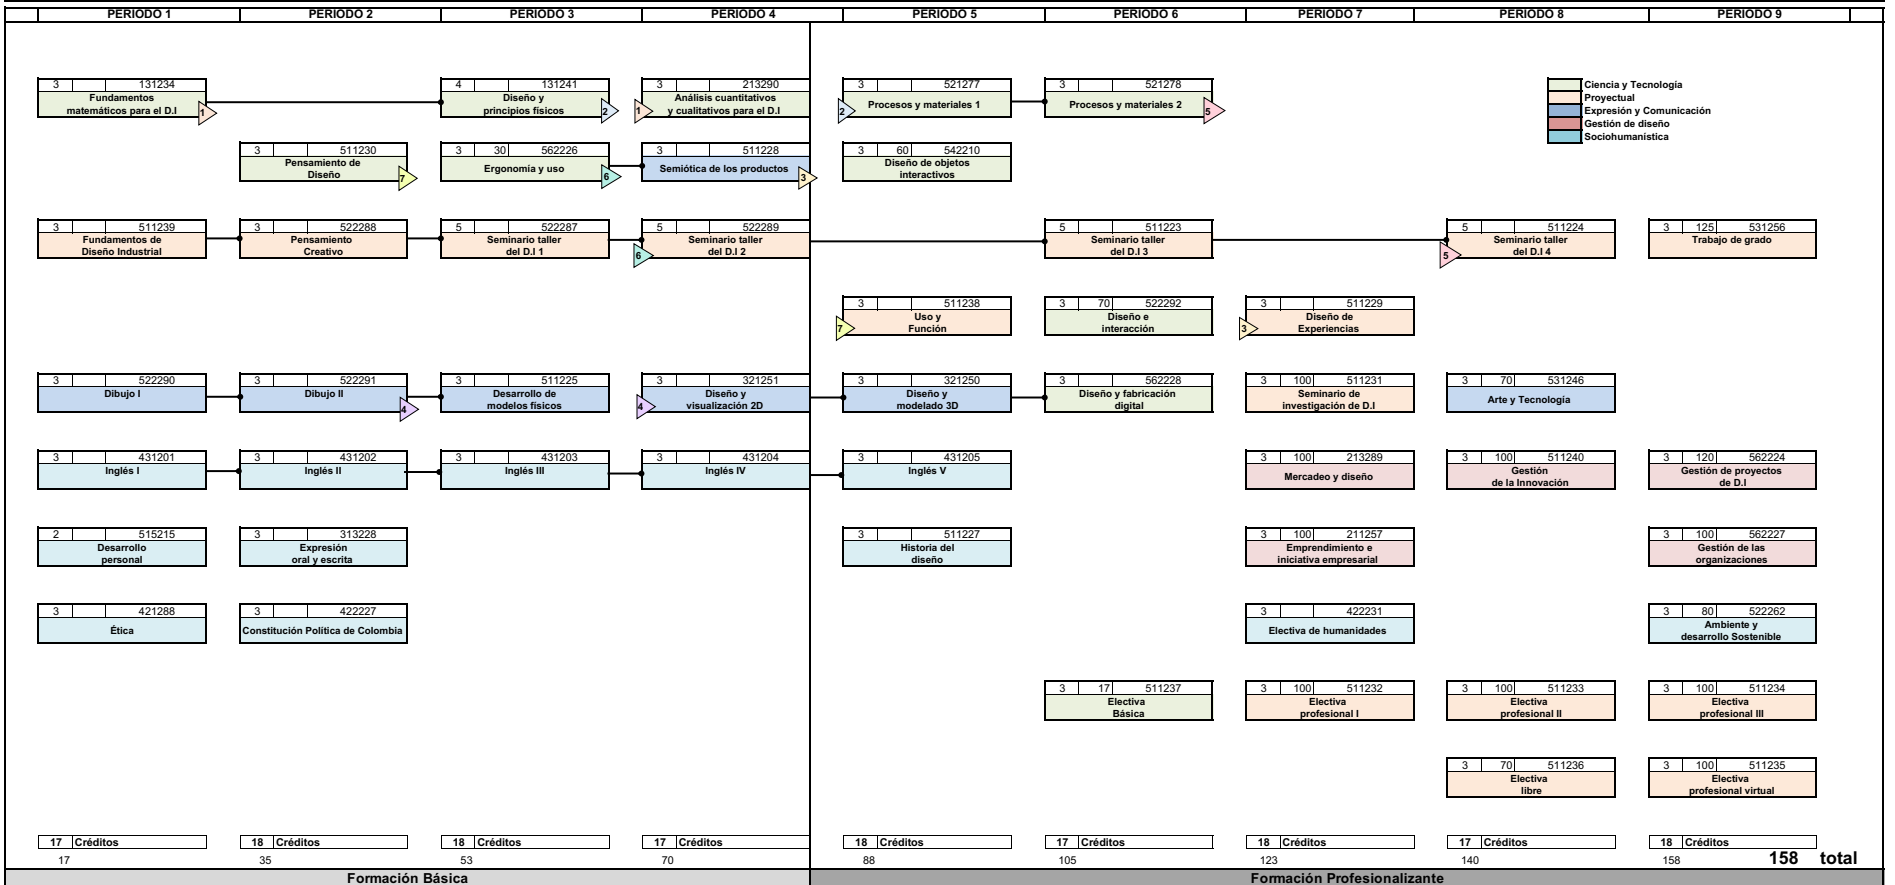 PERIODO 1 PERIODO 2 PERIODO 3 PERIODO 4 PERIODO 5 PERIODO 6 PERIODO 7 PERIODO 8 PERIODO 9
3 131234
Fundamentos
matemáticos para el D.I
1
4 131241
Diseño y
principios físicos
2
3 213290
Análisis cuantitativos
y cualitativos para el D.I
1
3 521277
Procesos y materiales 1
2
3 521278
Procesos y materiales 2
5
Ciencia y Tecnología
Proyectual
Expresión y Comunicación
Gestión de diseño
Sociohumanística
3 511230
Pensamiento de
Diseño
7
3 30 562226
Ergonomía y uso
6
3 511228
Semiótica de los productos
3
3 60 542210
Diseño de objetos
interactivos
3 511239
Fundamentos de
Diseño Industrial
3 522288
Pensamiento
Creativo
5 522287
Seminario taller
del D.I 1
5 522289
Seminario taller
del D.I 2
6
5 511223
Seminario taller
del D.I 3
5 511224
Seminario taller
del D.I 4
5
3 125 531256
Trabajo de grado
3 511238
Uso y
Función
7
3 70 522292
Diseño e
interacción
3 511229
Diseño de
Experiencias
3
3 522290
Dibujo I
3 522291
Dibujo II
4
3 511225
Desarrollo de
modelos físicos
3 321251
Diseño y
visualización 2D
4
3 321250
Diseño y
modelado 3D
3 562228
Diseño y fabricación
digital
3 100 511231
Seminario de
investigación de D.I
3 70 531246
Arte y Tecnología
3 431201
Inglés I
3 431202
Inglés II
3 431203
Inglés III
3 431204
Inglés IV
3 431205
Inglés V
3 100 213289
Mercadeo y diseño
3 100 511240
Gestión
de la Innovación
3 120 562224
Gestión de proyectos
de D.I
2 515215
Desarrollo
personal
3 313228
Expresión
oral y escrita
3 511227
Historia del
diseño
3 100 211257
Emprendimiento e
iniciativa empresarial
3 100 562227
Gestión de las
organizaciones
3 421288
Ética
3 422227
Constitución Política de Colombia
3 422231
Electiva de humanidades
3 80 522262
Ambiente y
desarrollo Sostenible
3 17 511237
Electiva
Básica
3 100 511232
Electiva
profesional I
3 100 511233
Electiva
profesional II
3 100 511234
Electiva
profesional III
3 70 511236
Electiva
libre
3 100 511235
Electiva
profesional virtual
17 Créditos 18 Créditos 18 Créditos 17 Créditos 18 Créditos 17 Créditos 18 Créditos 17 Créditos 18 Créditos
17 35 53 70 88 105 123 140 158 158 total
Formación Básica Formación Profesionalizante